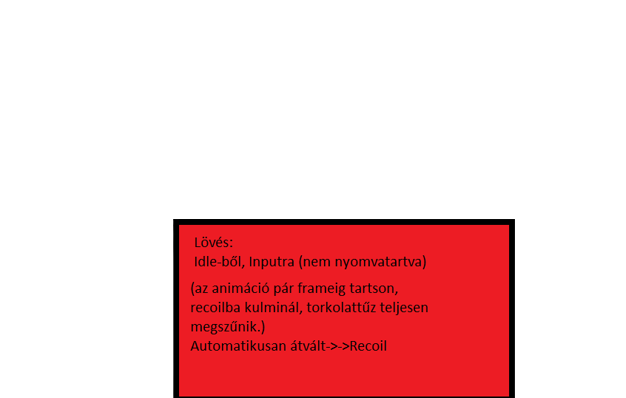 Lövés:
Idle-ből, Inputra (nem nyomvatartva)
(az animáció pár frameig tartson,
recoilba kulminál, torkolattűz teljesen
megszűnik.)
Automatikusan átvált->->Recoil